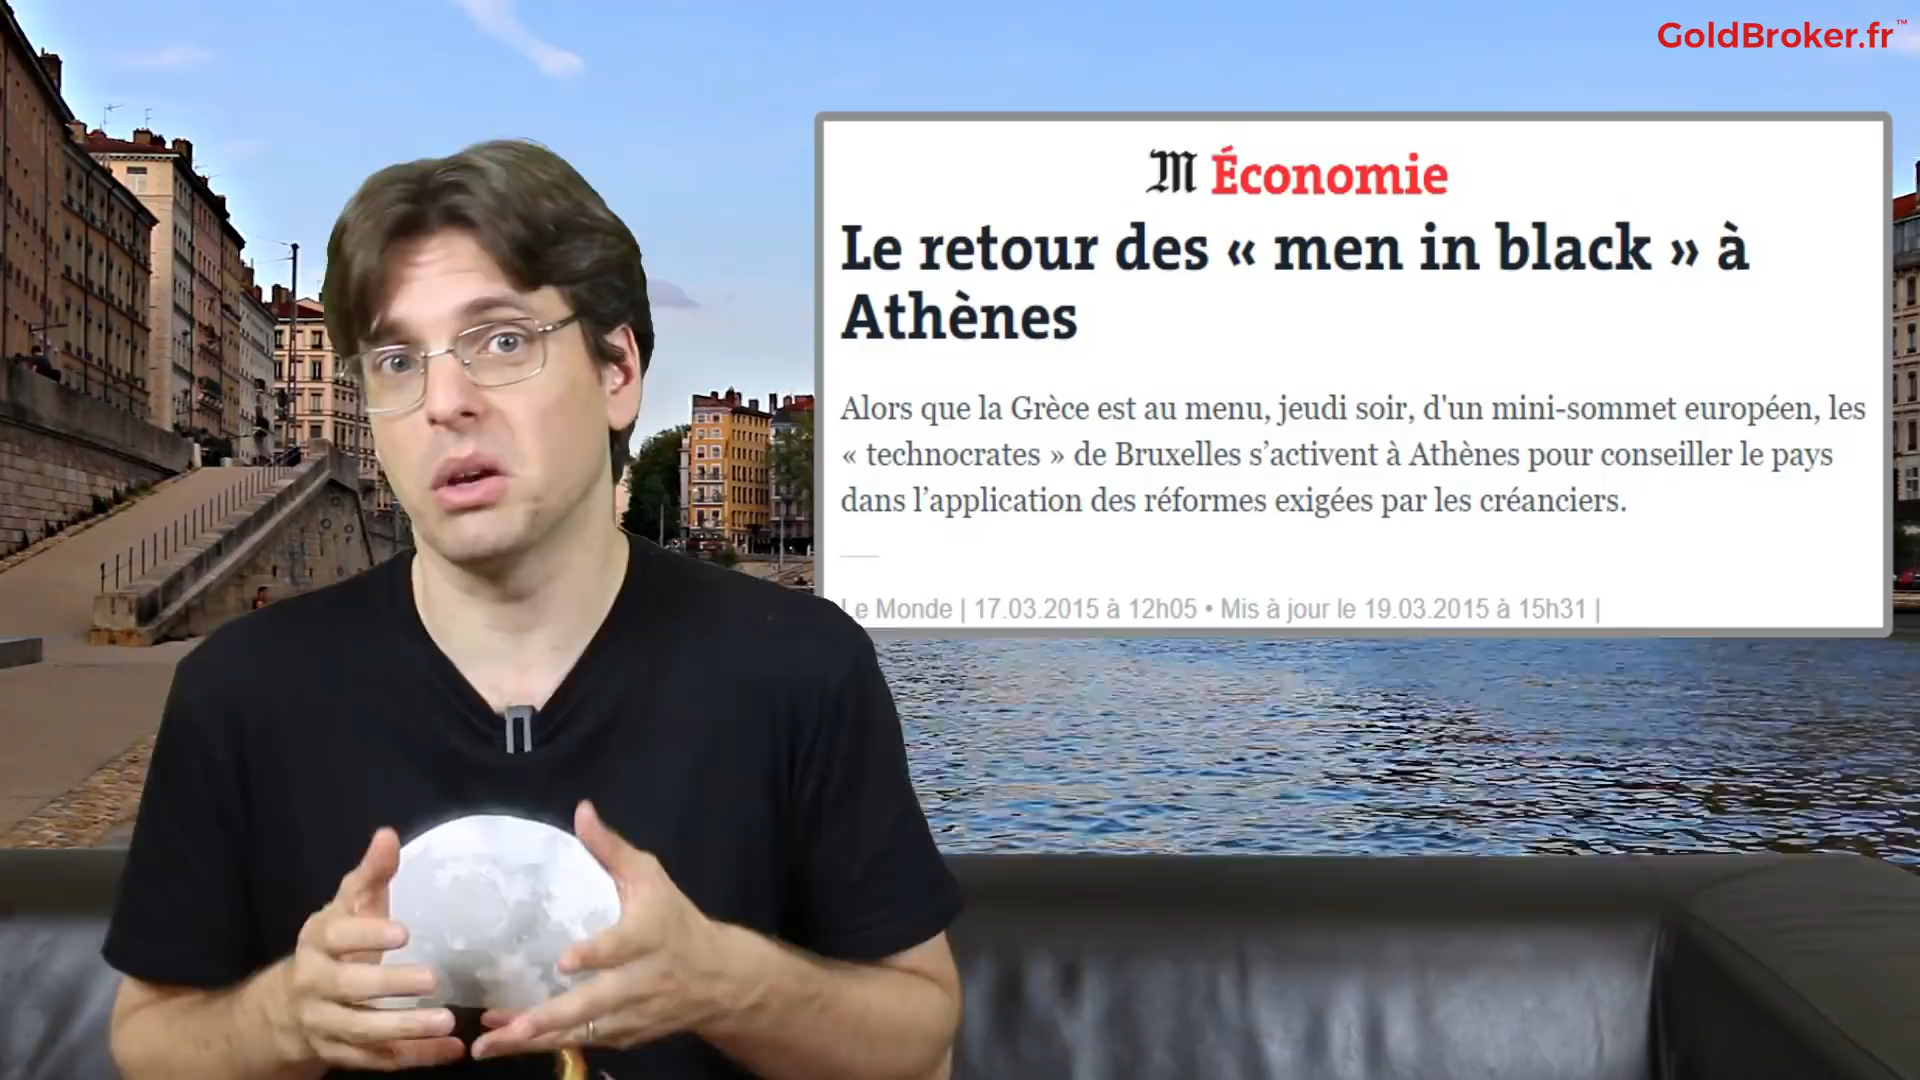 GoldBroker.fr™
M Économie
Le retour des « men in black » à
Athènes
Alors que la Grèce est au menu, jeudi soir, d'un mini-sommet européen, les
« technocrates » de Bruxelles s’activent à Athènes pour conseiller le pays
dans l’application des réformes exigées par les créanciers.
Le Monde | 17.03.2015 à 12h05 • Mis à jour le 19.03.2015 à 15h31 |